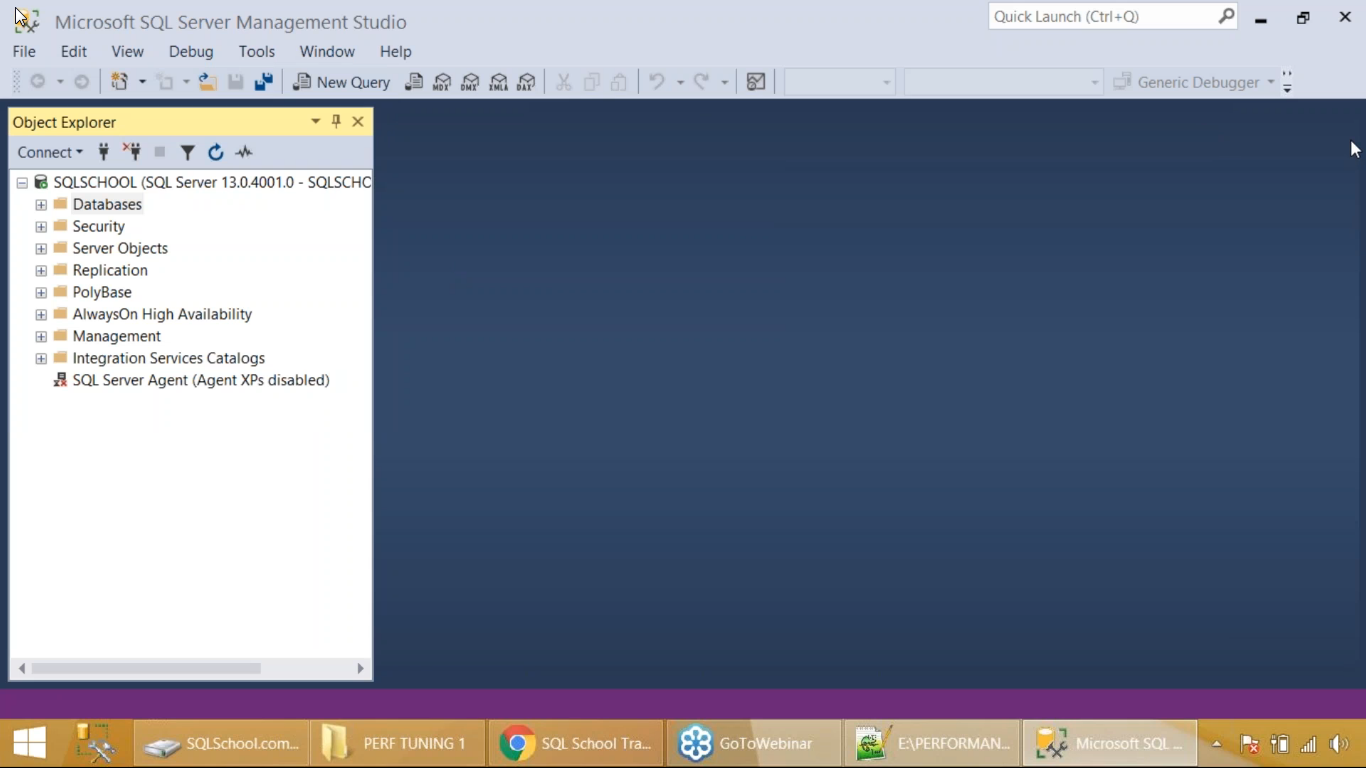 Microsoft SQL Server Management Studio
Quick Launch (Ctrl+Q)
File Edit View Debug Tools Window Help
New Query MDX DMX XMLA DAX Generic Debugger
Object Explorer
Connect
SQLSCHOOL (SQL Server 13.0.4001.0 - SQLSCHO
Databases
Security
Server Objects
Replication
PolyBase
AlwaysOn High Availability
Management
Integration Services Catalogs
SQL Server Agent (Agent XPs disabled)
SQLSchool.com... PERF TUNING 1 SQL School Tra... GoToWebinar E:\PERFORMAN... Microsoft SQL ...